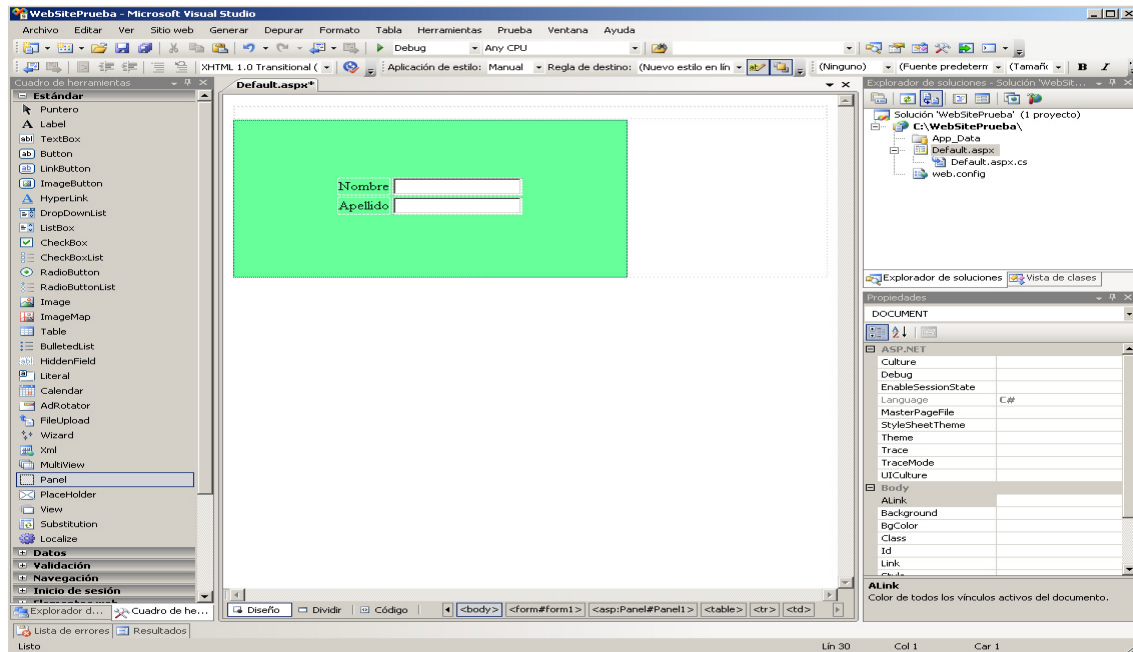 WebSitePrueba - Microsoft Visual Studio
Archivo Editar Ver Sitio web Generar Depurar Formato Tabla Herramientas Prueba Ventana Ayuda
Debug Any CPU
XHTML 1.0 Transitional ( Aplicación de estilo: Manual Regla de destino: (Nuevo estilo en lín (Ninguno) (Fuente predeterm (Tamañc B I
Cuadro de herramientas
Estándar
Puntero
A Label
abl TextBox
ab Button
ab LinkButton
ImageButton
A HyperLink
DropDownList
ListBox
CheckBox
CheckBoxList
RadioButton
RadioButtonList
Image
ImageMap
Table
BulletedList
abl HiddenField
Literal
Calendar
AdRotator
FileUpload
Wizard
Xml
MultiView
Panel
PlaceHolder
View
Substitution
Localize
Datos
Validación
Navegación
Inicio de sesión
Explorador d... Cuadro de he...
Default.aspx*
Nombre
Apellido
Diseño Dividir Código <body> <form#form1> <asp:Panel#Panel1> <table> <tr> <td>
Explorador de soluciones - Solución 'WebSit...
Solución 'WebSitePrueba' (1 proyecto)
C:\WebSitePrueba\
App_Data
Default.aspx
Default.aspx.cs
web.config
Explorador de soluciones Vista de clases
Propiedades
DOCUMENT
ASP.NET
Culture
Debug
EnableSessionState
Language C#
MasterPageFile
StyleSheetTheme
Theme
Trace
TraceMode
UICulture
Body
ALink
Background
BgColor
Class
Id
Link
ALink
Color de todos los vínculos activos del documento.
Lista de errores Resultados
Listo Lín 30 Col 1 Car 1